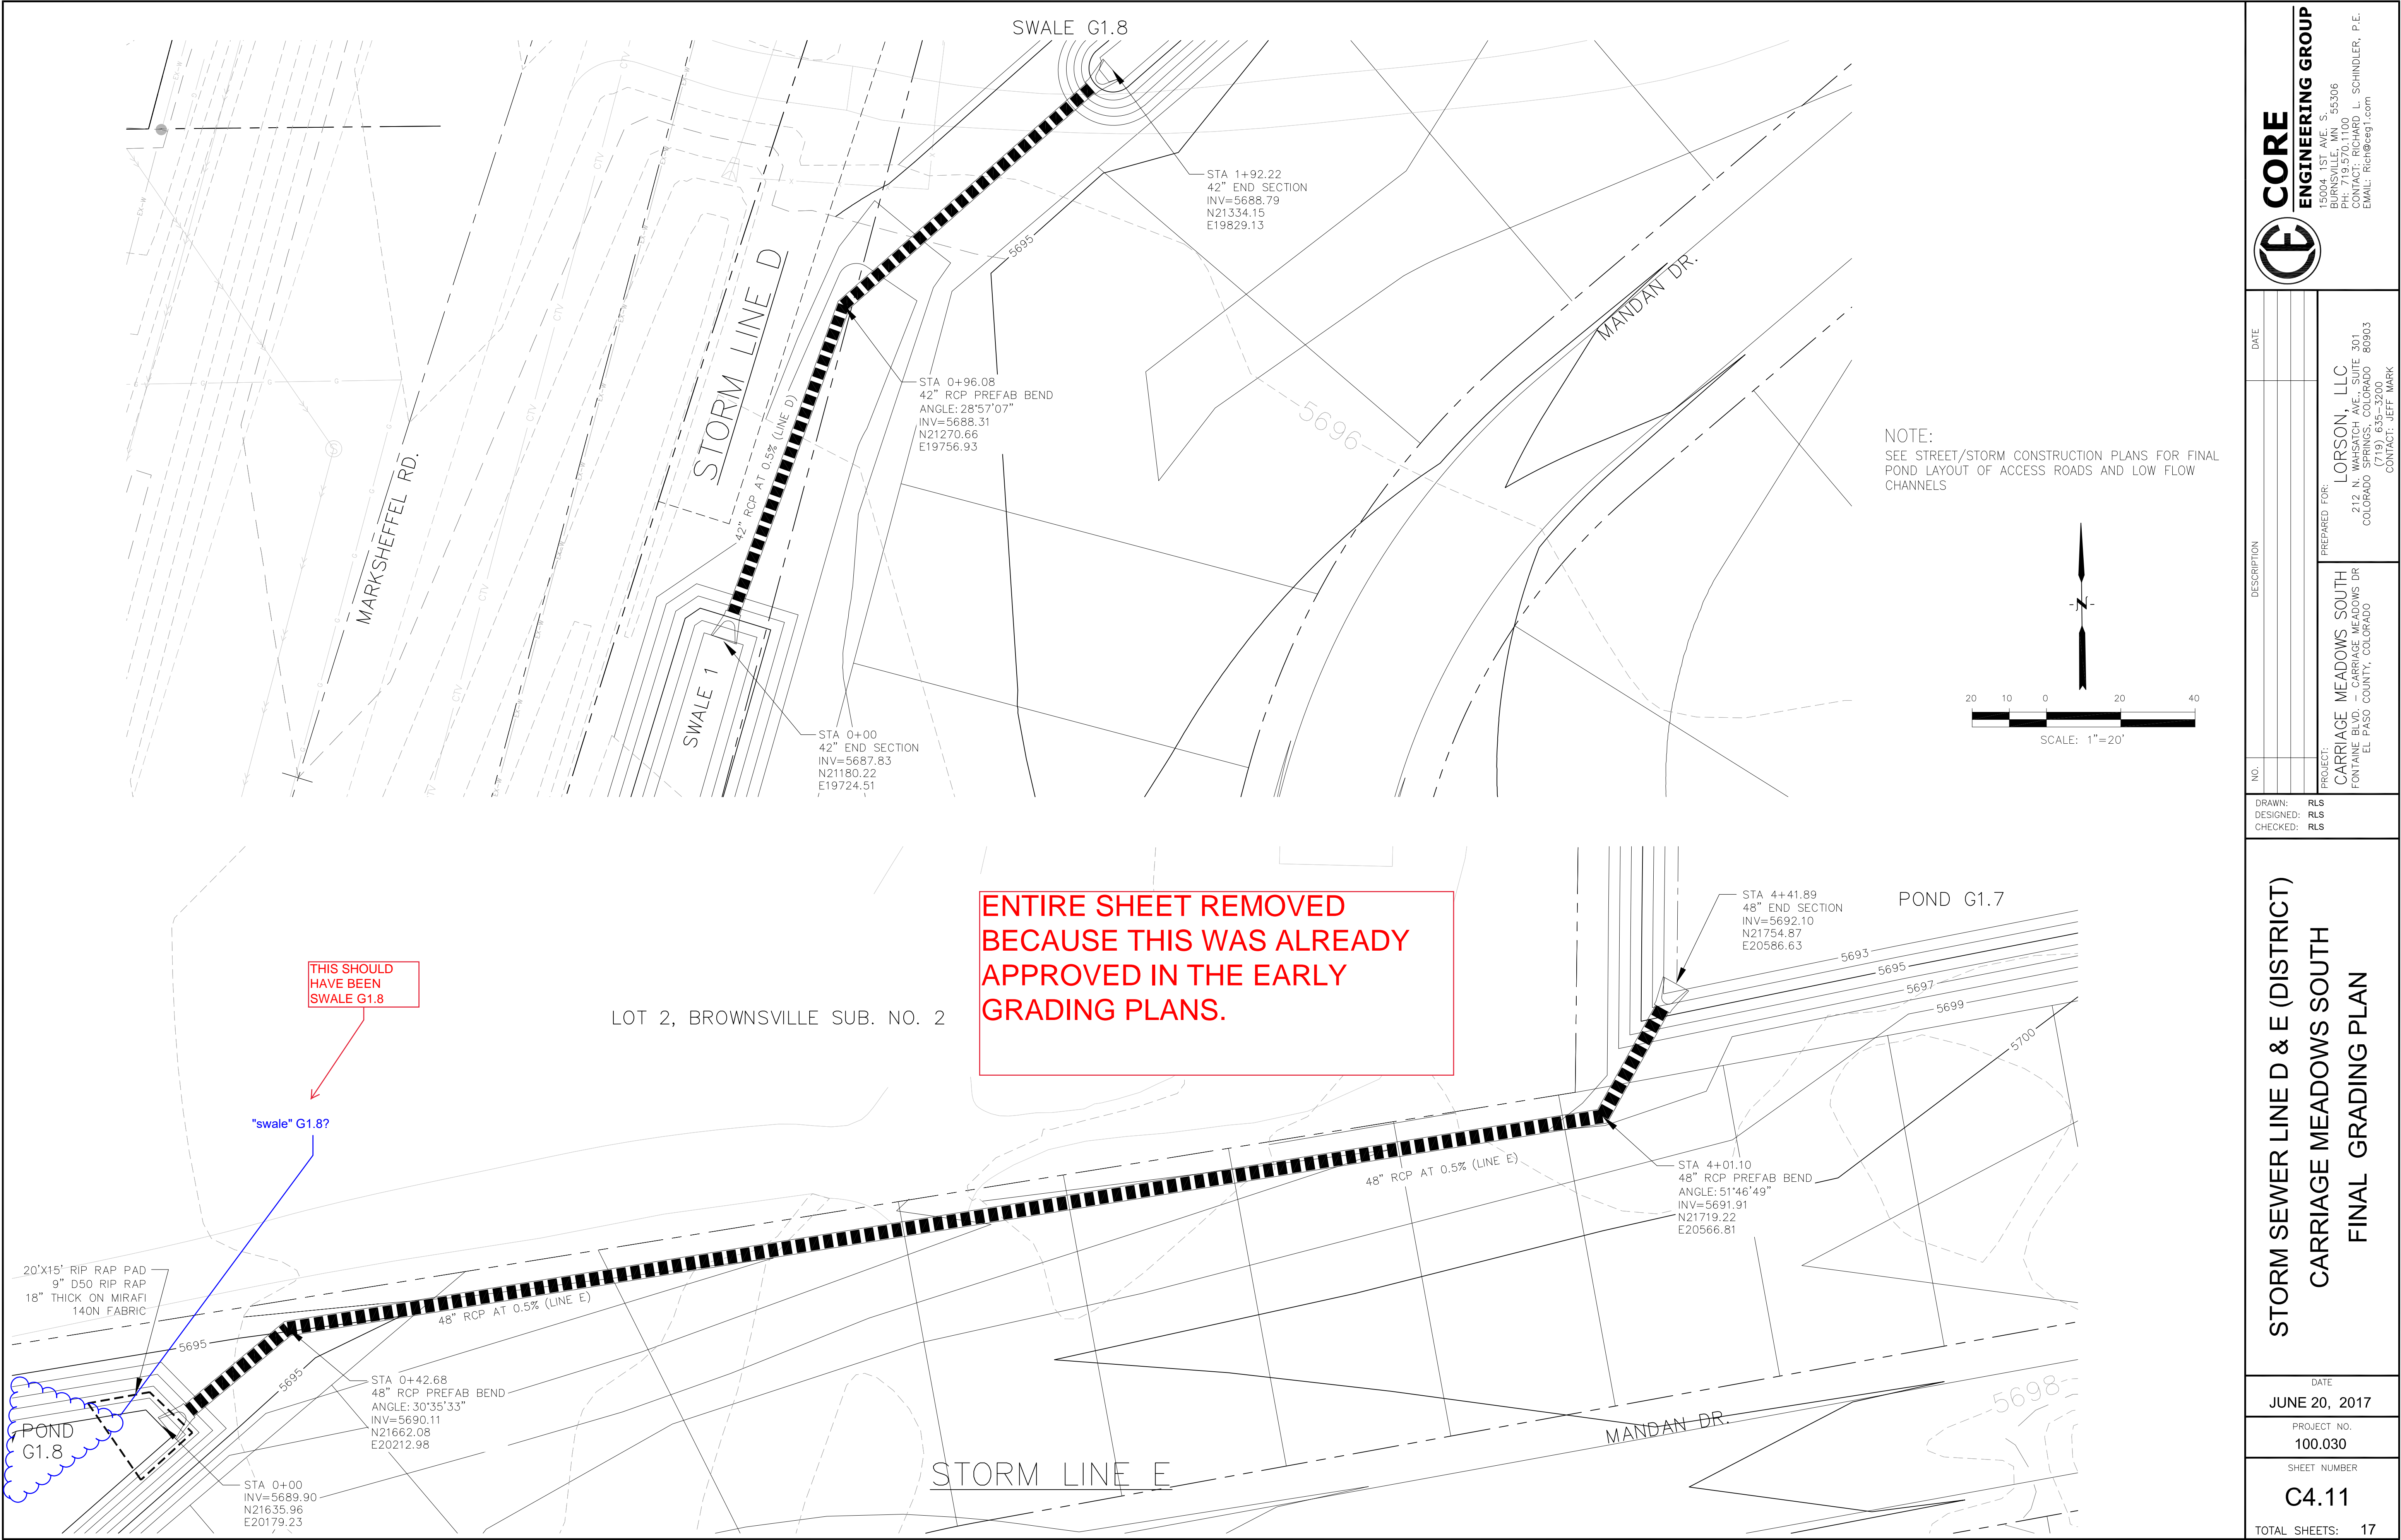 SWALE G1.8
STA 1+92.22
42" END SECTION
INV=5688.79
N21334.15
E19829.13
5695
STORM LINE D
MANDAN DR.
STA 0+96.08
42" RCP PREFAB BEND
ANGLE: 28°57'07"
INV=5688.31
N21270.66
E19756.93
42" RCP AT 0.5% (LINE D)
5696
MARKSHEFFEL RD.
SWALE 1
STA 0+00
42" END SECTION
INV=5687.83
N21180.22
E19724.51
EX-W
CTV
G
NOTE:
SEE STREET/STORM CONSTRUCTION PLANS FOR FINAL
POND LAYOUT OF ACCESS ROADS AND LOW FLOW
CHANNELS
-N-
20 10 0 20 40
SCALE: 1"=20'
ENTIRE SHEET REMOVED
BECAUSE THIS WAS ALREADY
APPROVED IN THE EARLY
GRADING PLANS.
THIS SHOULD
HAVE BEEN
SWALE G1.8
"swale" G1.8?
LOT 2, BROWNSVILLE SUB. NO. 2
STA 4+41.89
48" END SECTION
INV=5692.10
N21754.87
E20586.63
POND G1.7
5693
5695
5697
5699
5700
48" RCP AT 0.5% (LINE E)
STA 4+01.10
48" RCP PREFAB BEND
ANGLE: 51°46'49"
INV=5691.91
N21719.22
E20566.81
20'X15' RIP RAP PAD
9" D50 RIP RAP
18" THICK ON MIRAFI
140N FABRIC
48" RCP AT 0.5% (LINE E)
5695
5695
STA 0+42.68
48" RCP PREFAB BEND
ANGLE: 30°35'33"
INV=5690.11
N21662.08
E20212.98
POND
G1.8
STA 0+00
INV=5689.90
N21635.96
E20179.23
STORM LINE E
MANDAN DR.
5698
CE
CORE
ENGINEERING GROUP
15004 1ST AVE. S.
BURNSVILLE, MN 55306
PH: 719.570.1100
CONTACT: RICHARD L. SCHINDLER, P.E.
EMAIL: Rich@ceg1.com
NO.
DESCRIPTION
DATE
PREPARED FOR:
LORSON, LLC
212 N. WAHSATCH AVE., SUITE 301
COLORADO SPRINGS, COLORADO 80903
(719) 635-3200
CONTACT: JEFF MARK
PROJECT:
CARRIAGE MEADOWS SOUTH
FONTAINE BLVD. - CARRIAGE MEADOWS DR
EL PASO COUNTY, COLORADO
DRAWN: RLS
DESIGNED: RLS
CHECKED: RLS
STORM SEWER LINE D & E (DISTRICT)
CARRIAGE MEADOWS SOUTH
FINAL GRADING PLAN
DATE
JUNE 20, 2017
PROJECT NO.
100.030
SHEET NUMBER
C4.11
TOTAL SHEETS: 17